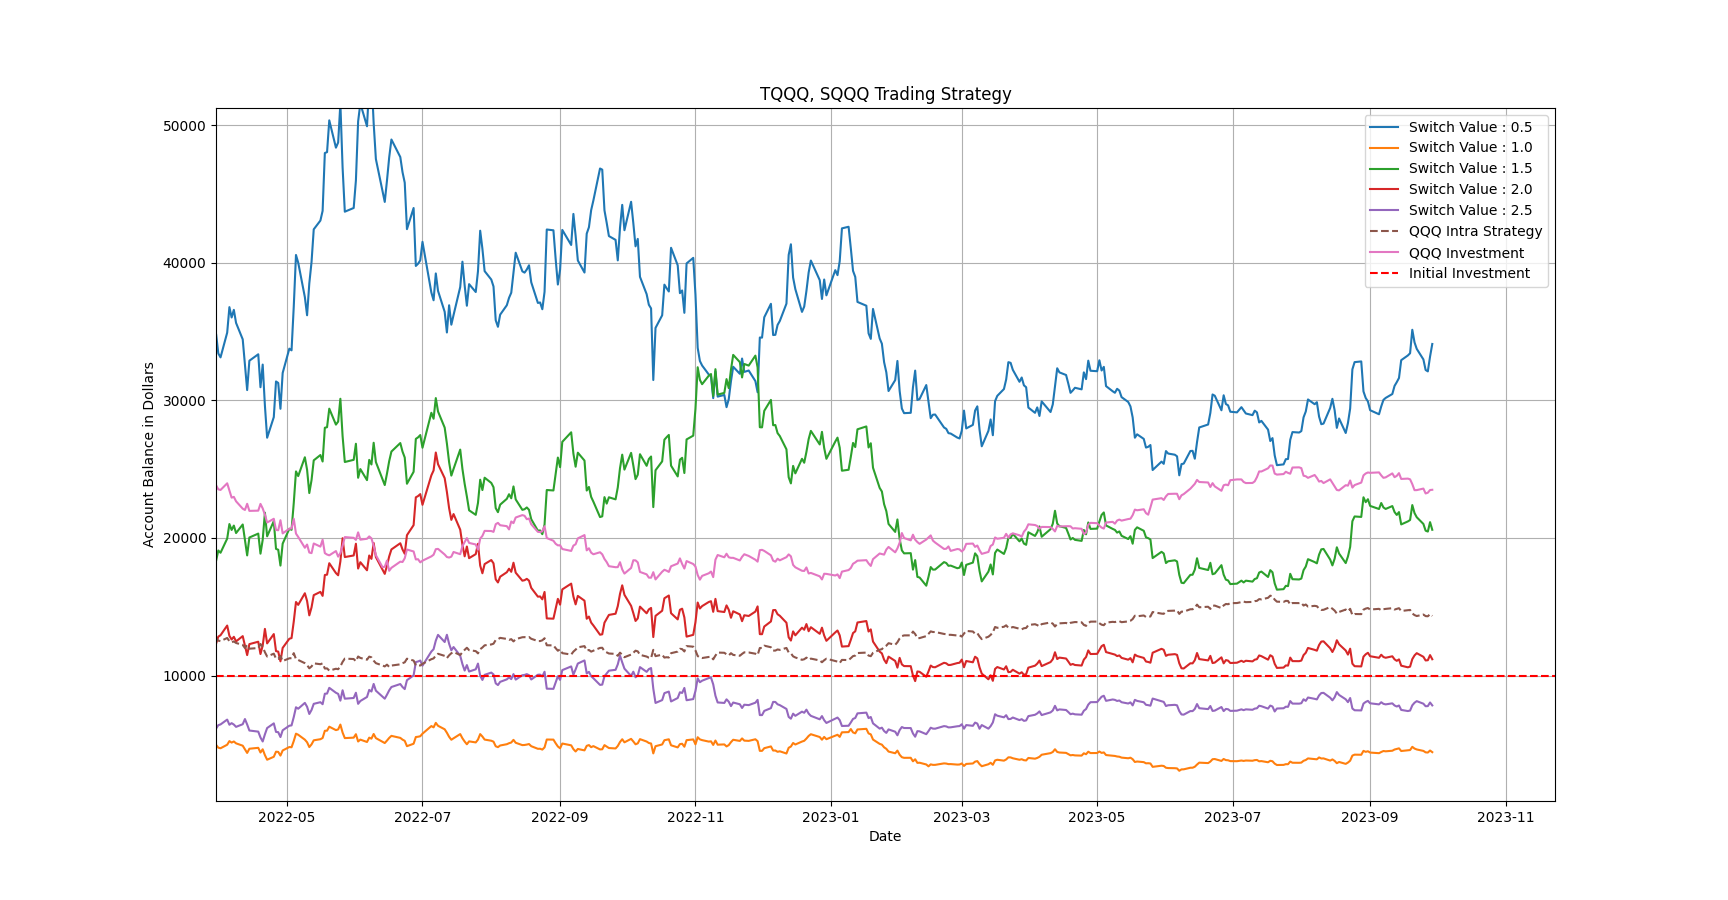 TQQQ, SQQQ Trading Strategy
Account Balance in Dollars
50000
40000
30000
20000
10000
Switch Value : 0.5
Switch Value : 1.0
Switch Value : 1.5
Switch Value : 2.0
Switch Value : 2.5
QQQ Intra Strategy
QQQ Investment
Initial Investment
2022-05
2022-07
2022-09
2022-11
2023-01
2023-03
2023-05
2023-07
2023-09
2023-11
Date